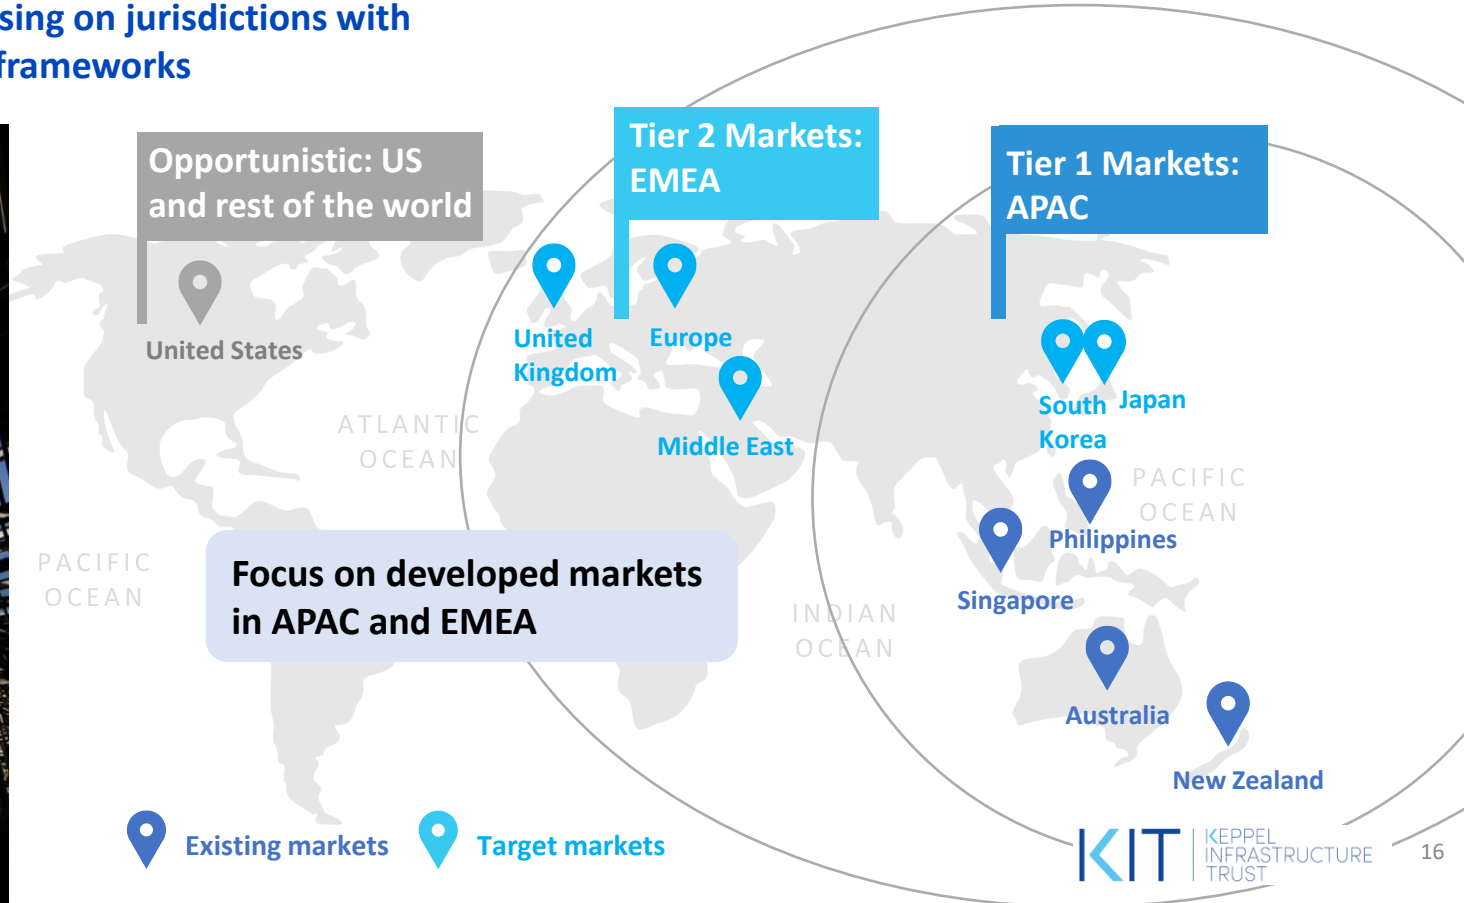 sing on jurisdictions with
frameworks
Opportunistic: US
and rest of the world
Tier 2 Markets:
EMEA
Tier 1 Markets:
APAC
United States
United
Kingdom
Europe
Middle East
South
Korea
Japan
ATLANTIC
OCEAN
PACIFIC
OCEAN
Philippines
Singapore
PACIFIC
OCEAN
Focus on developed markets
in APAC and EMEA
INDIAN
OCEAN
Australia
New Zealand
Existing markets
Target markets
KIT
KEPPEL
INFRASTRUCTURE
TRUST
16